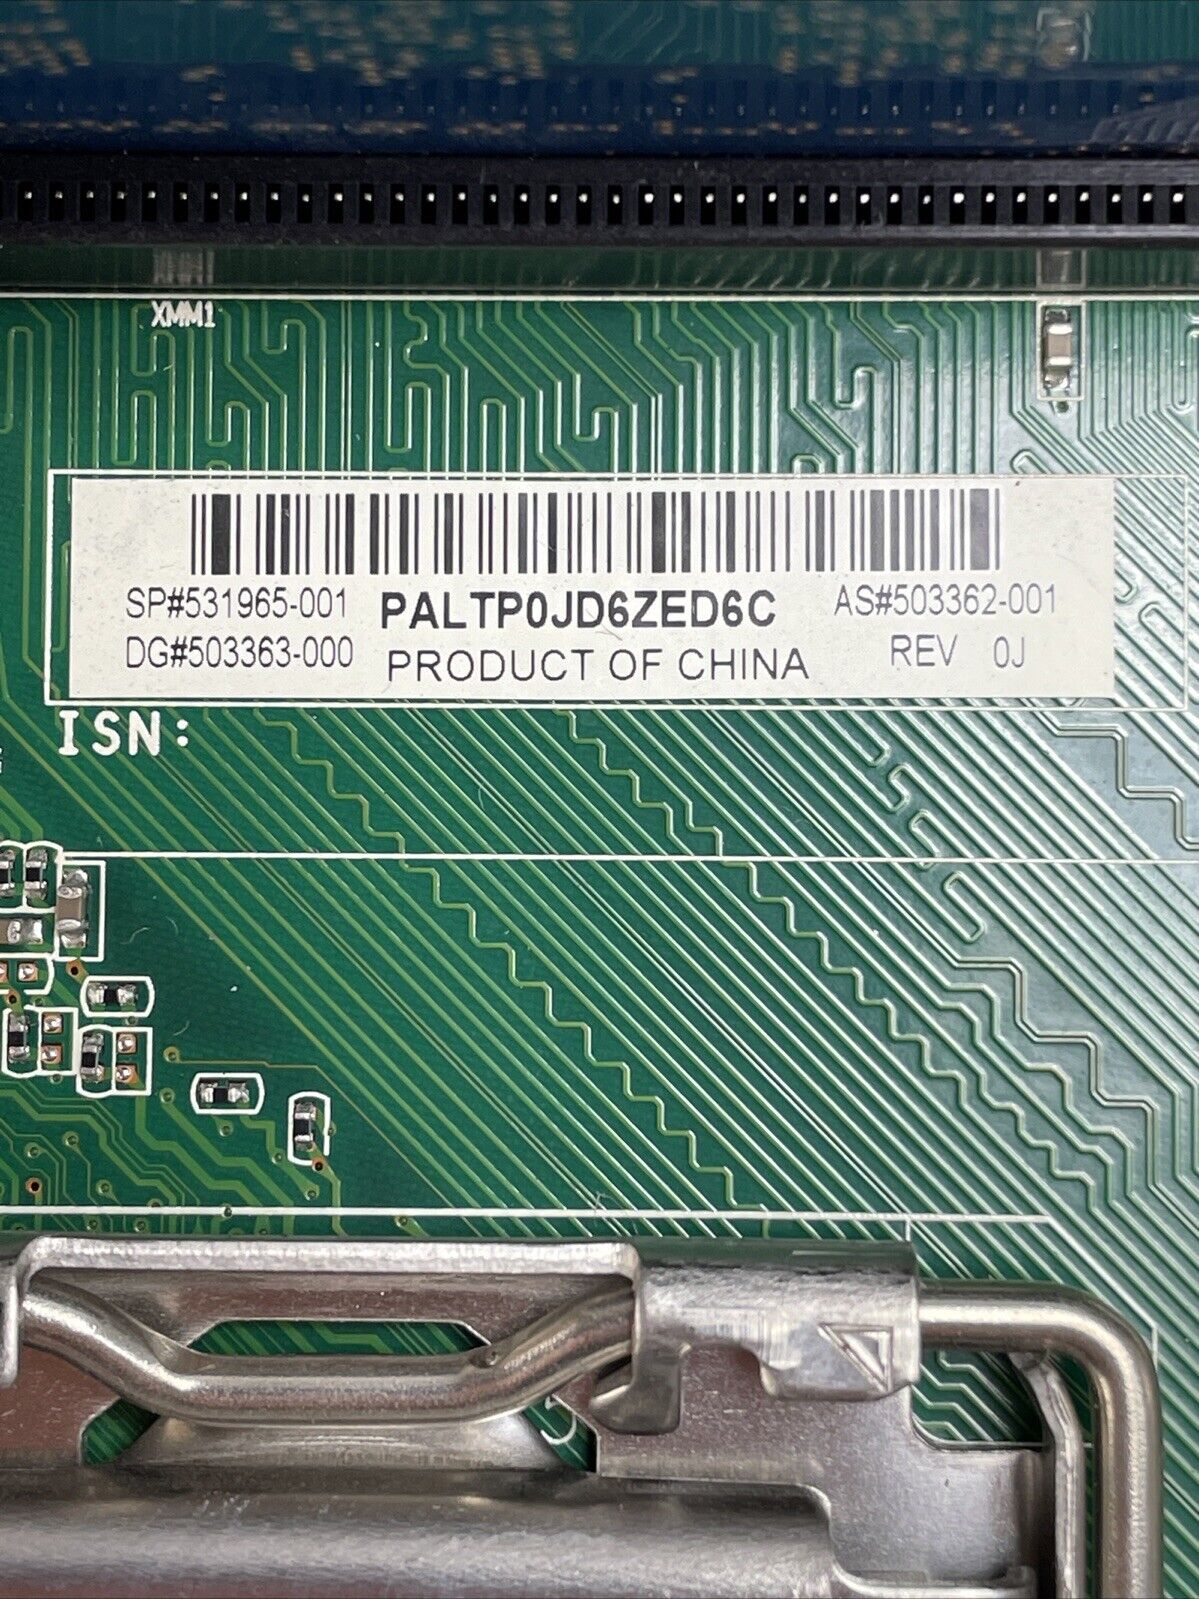 XMM1
SP#531965-001 PALTP0JD6ZED6C AS#503362-001
DG#503363-000 PRODUCT OF CHINA REV 0J
ISN: